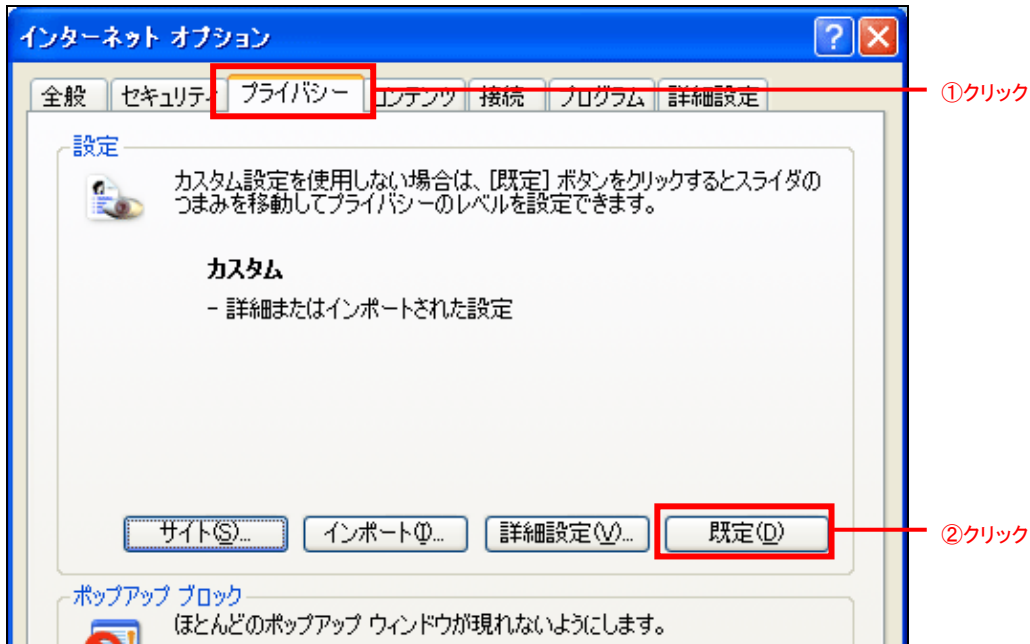 インターネット オプション
全般 セキュリティ プライバシー コンテンツ 接続 プログラム 詳細設定
①クリック
設定
カスタム設定を使用しない場合は、[既定] ボタンをクリックするとスライダの
つまみを移動してプライバシーのレベルを設定できます。
カスタム
- 詳細またはインポートされた設定
サイト(S)... インポート(I)... 詳細設定(V)... 既定(D)
②クリック
ポップアップ ブロック
ほとんどのポップアップ ウィンドウが現れないようにします。